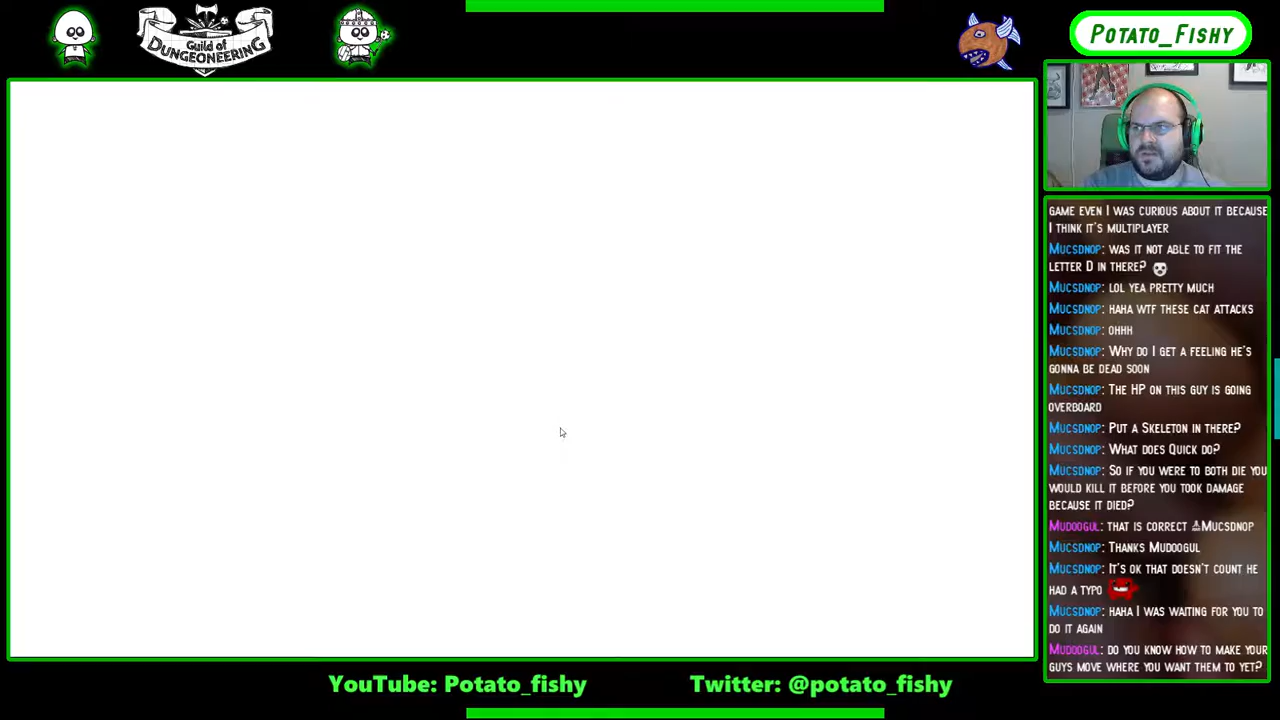 Guild of
DUNGEONEERING
POTATO_FISHY
GAME EVEN I WAS CURIOUS ABOUT IT BECAUSE
I THINK IT'S MULTIPLAYER
MUCSDNOP: WAS IT NOT ABLE TO FIT THE
LETTER D IN THERE?
MUCSDNOP: LOL YEA PRETTY MUCH
MUCSDNOP: HAHA WTF THESE CAT ATTACKS
MUCSDNOP: OHHH
MUCSDNOP: WHY DO I GET A FEELING HE'S
GONNA BE DEAD SOON
MUCSDNOP: THE HP ON THIS GUY IS GOING
OVERBOARD
MUCSDNOP: PUT A SKELETON IN THERE?
MUCSDNOP: WHAT DOES QUICK DO?
MUCSDNOP: SO IF YOU WERE TO BOTH DIE YOU
WOULD KILL IT BEFORE YOU TOOK DAMAGE
BECAUSE IT DIED?
MUDOOGUL: THAT IS CORRECT @MUCSDNOP
MUCSDNOP: THANKS MUDOOGUL
MUCSDNOP: IT'S OK THAT DOESN'T COUNT HE
HAD A TYPO
MUCSDNOP: HAHA I WAS WAITING FOR YOU TO
DO IT AGAIN
MUDOOGUL: DO YOU KNOW HOW TO MAKE YOUR
GUYS MOVE WHERE YOU WANT THEM TO YET?
YouTube: Potato_fishy
Twitter: @potato_fishy